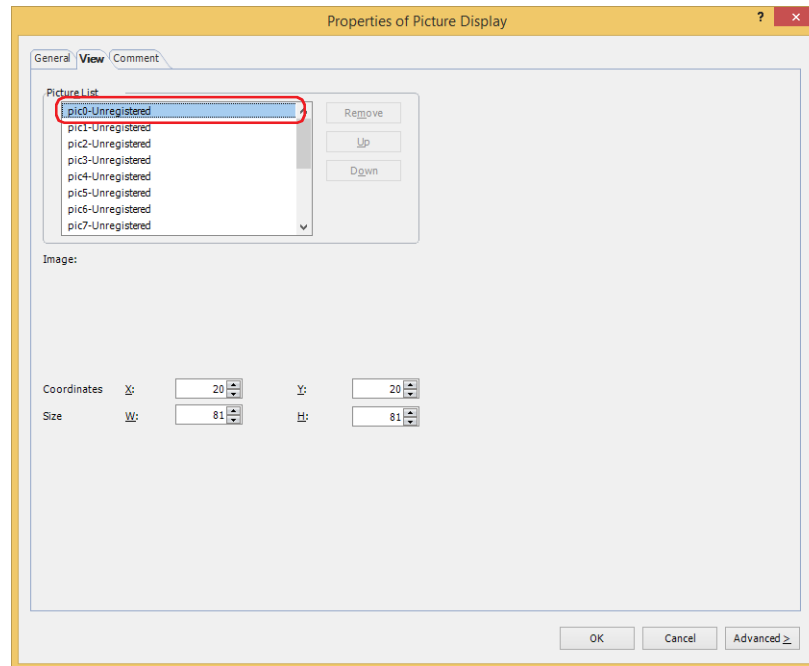 Properties of Picture Display
?
General View Comment
Picture List
pic0-Unregistered
pic1-Unregistered
pic2-Unregistered
pic3-Unregistered
pic4-Unregistered
pic5-Unregistered
pic6-Unregistered
pic7-Unregistered
Remove
Up
Down
Image:
Coordinates X: 20 Y: 20
Size W: 81 H: 81
OK Cancel Advanced >